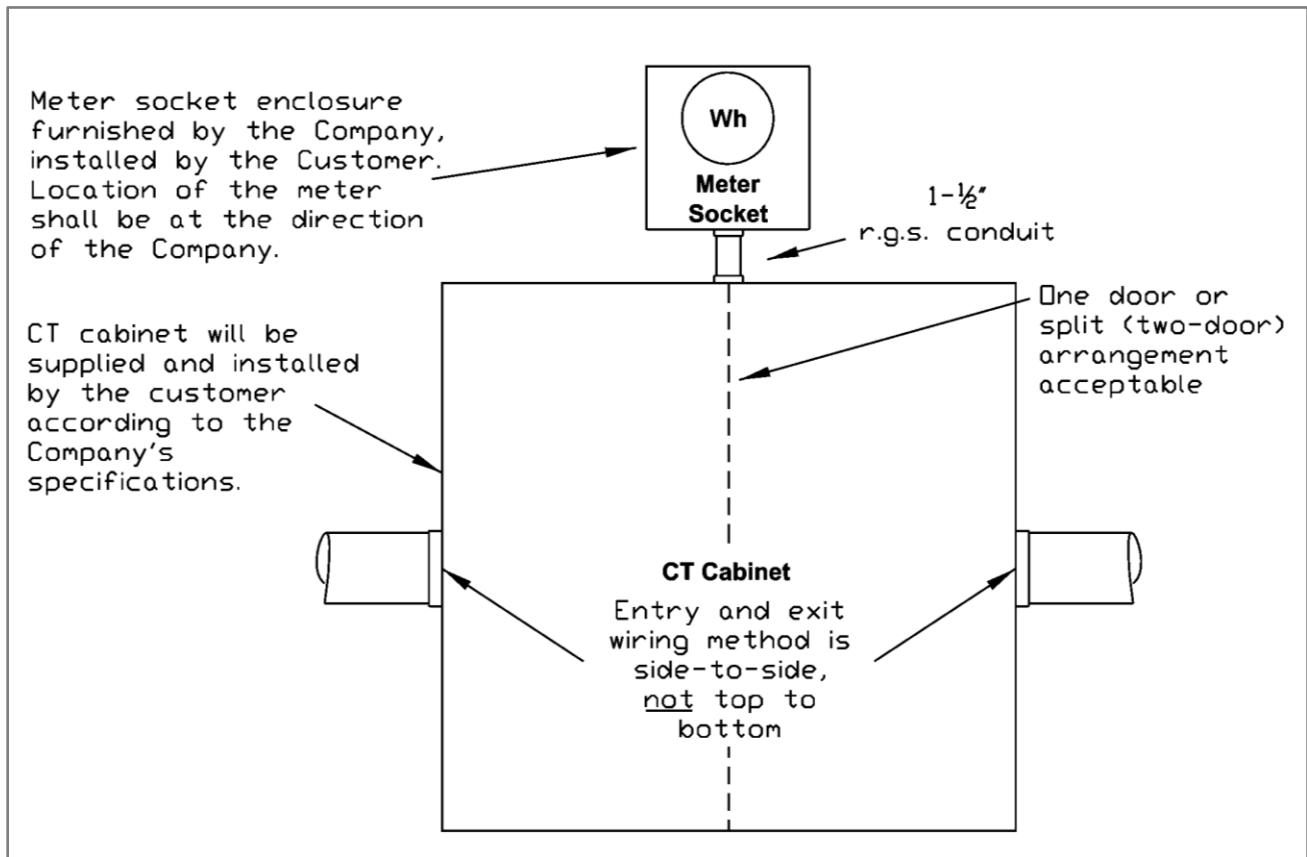 Meter socket enclosure
furnished by the Company,
installed by the Customer.
Location of the meter
shall be at the direction
of the Company.
Wh
Meter
Socket
1-½"
r.g.s. conduit
CT cabinet will be
supplied and installed
by the customer
according to the
Company's
specifications.
One door or
split (two-door)
arrangement
acceptable
CT Cabinet
Entry and exit
wiring method is
side-to-side,
not top to
bottom